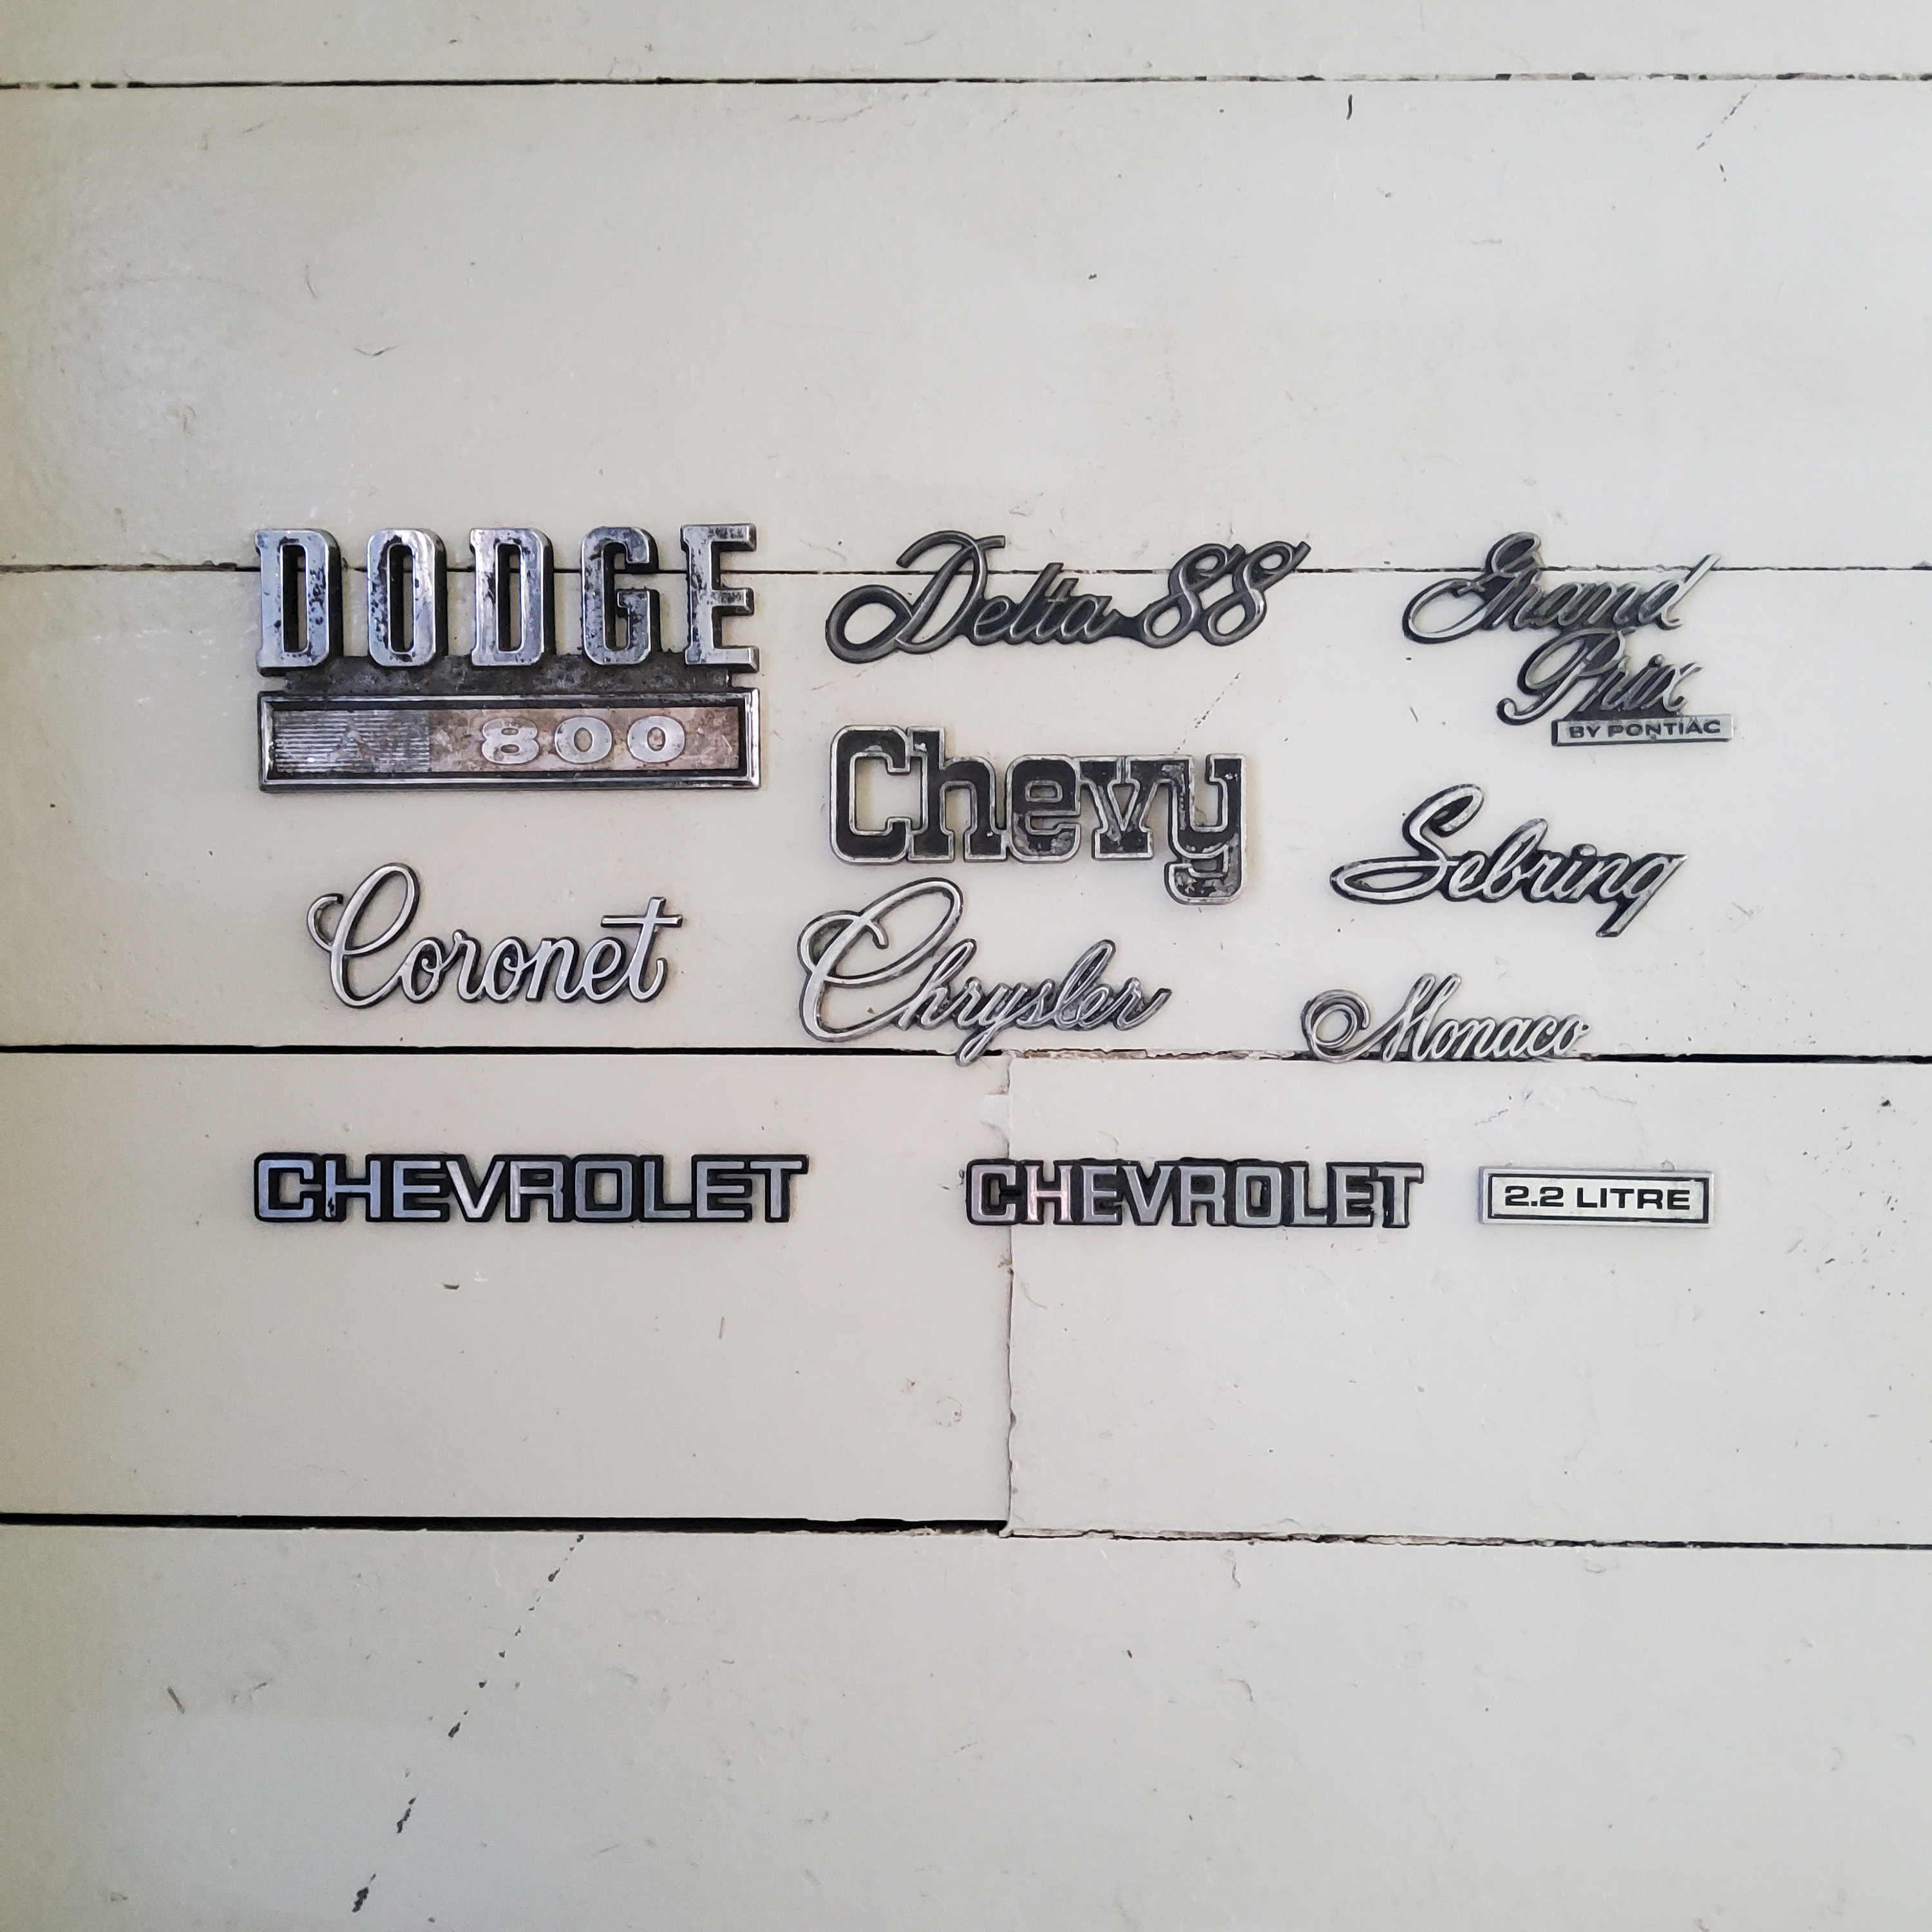 DODGE
800
Delta 88
Grand
Prix
BY PONTIAC
Chevy
Sebring
Coronet
Chrysler
Monaco
CHEVROLET
CHEVROLET
2.2 LITRE